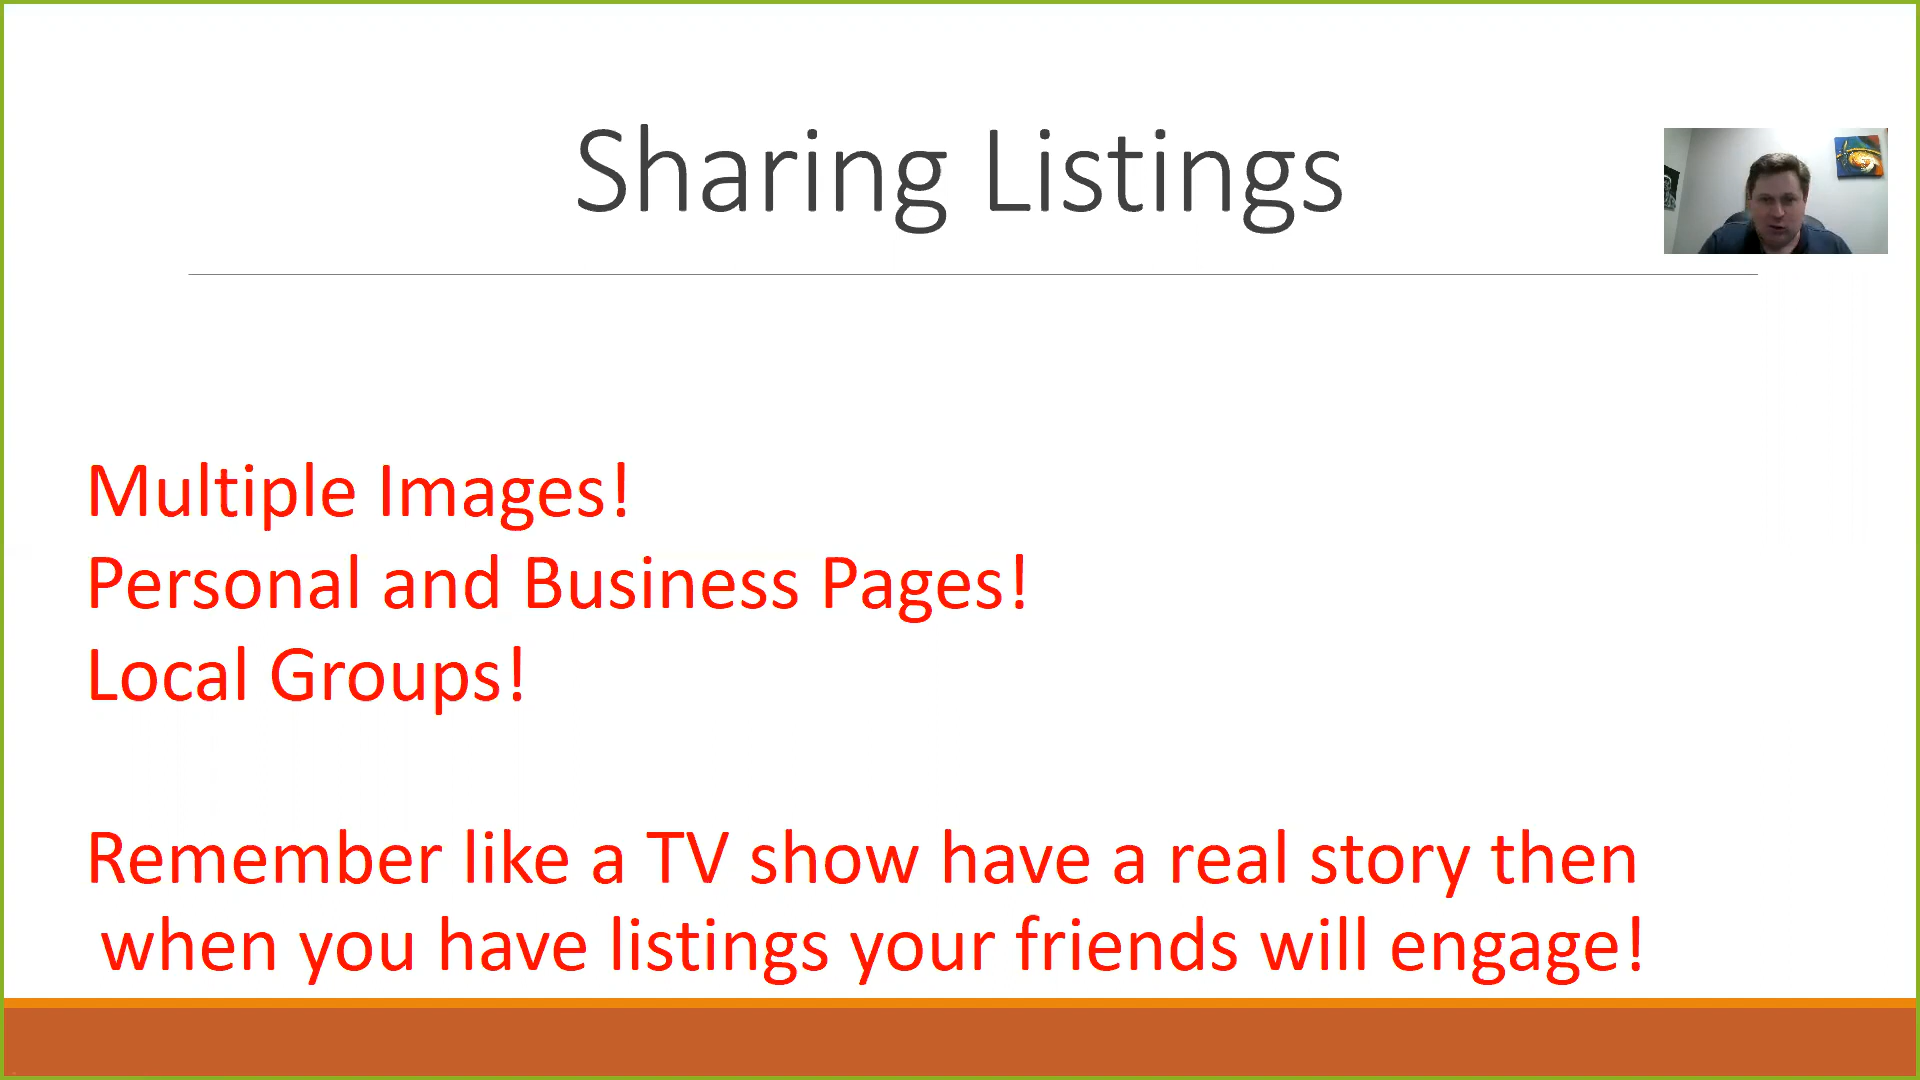 Sharing Listings
Multiple Images!
Personal and Business Pages!
Local Groups!
Remember like a TV show have a real story then
when you have listings your friends will engage!